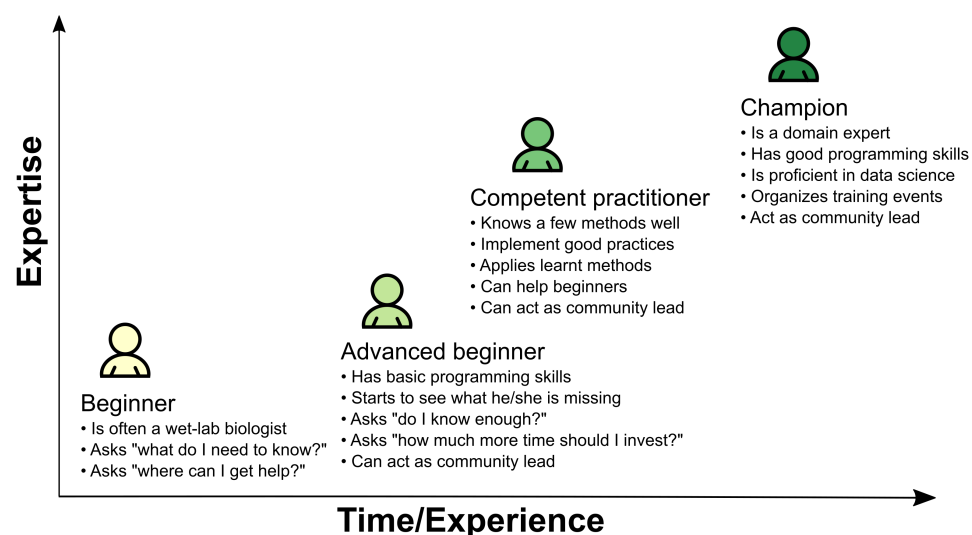 Expertise
Champion
• Is a domain expert
• Has good programming skills
• Is proficient in data science
• Organizes training events
• Act as community lead
Competent practitioner
• Knows a few methods well
• Implement good practices
• Applies learnt methods
• Can help beginners
• Can act as community lead
Advanced beginner
• Has basic programming skills
• Starts to see what he/she is missing
• Asks "do I know enough?"
• Asks "how much more time should I invest?"
• Can act as community lead
Beginner
• Is often a wet-lab biologist
• Asks "what do I need to know?"
• Asks "where can I get help?"
Time/Experience